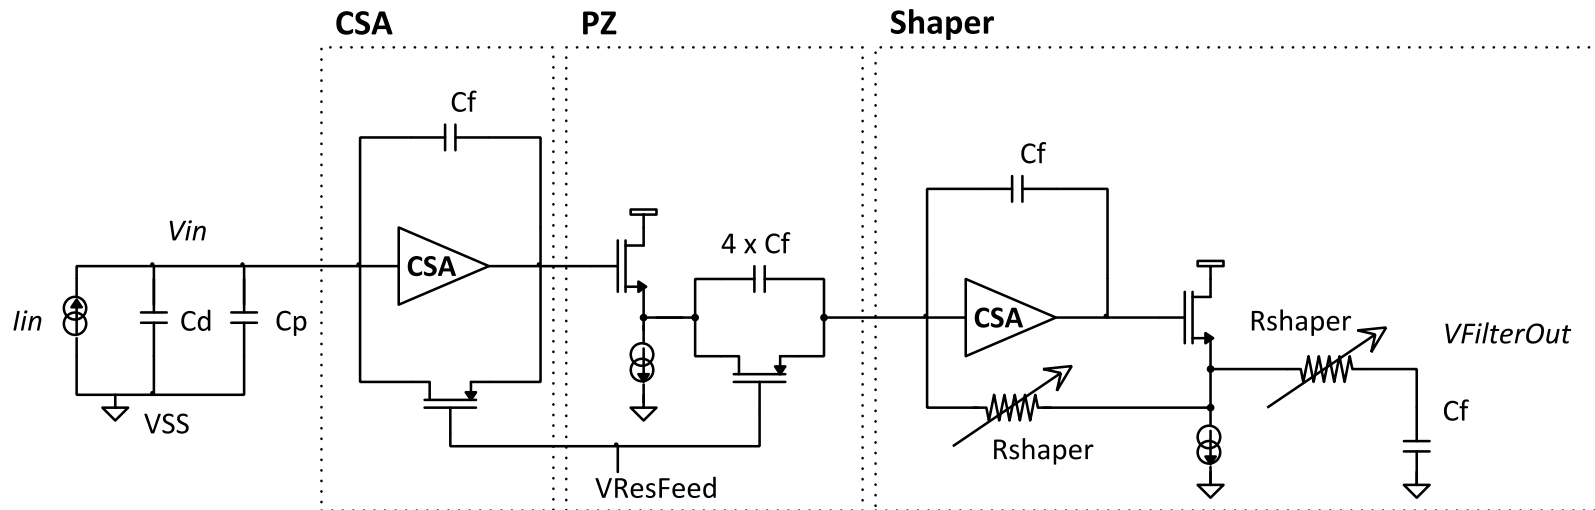 CSA
PZ
Shaper
Cf
Cf
Vin
4 x Cf
CSA
CSA
Iin
Cd
Cp
Rshaper
VFilterOut
VSS
Cf
Rshaper
VResFeed